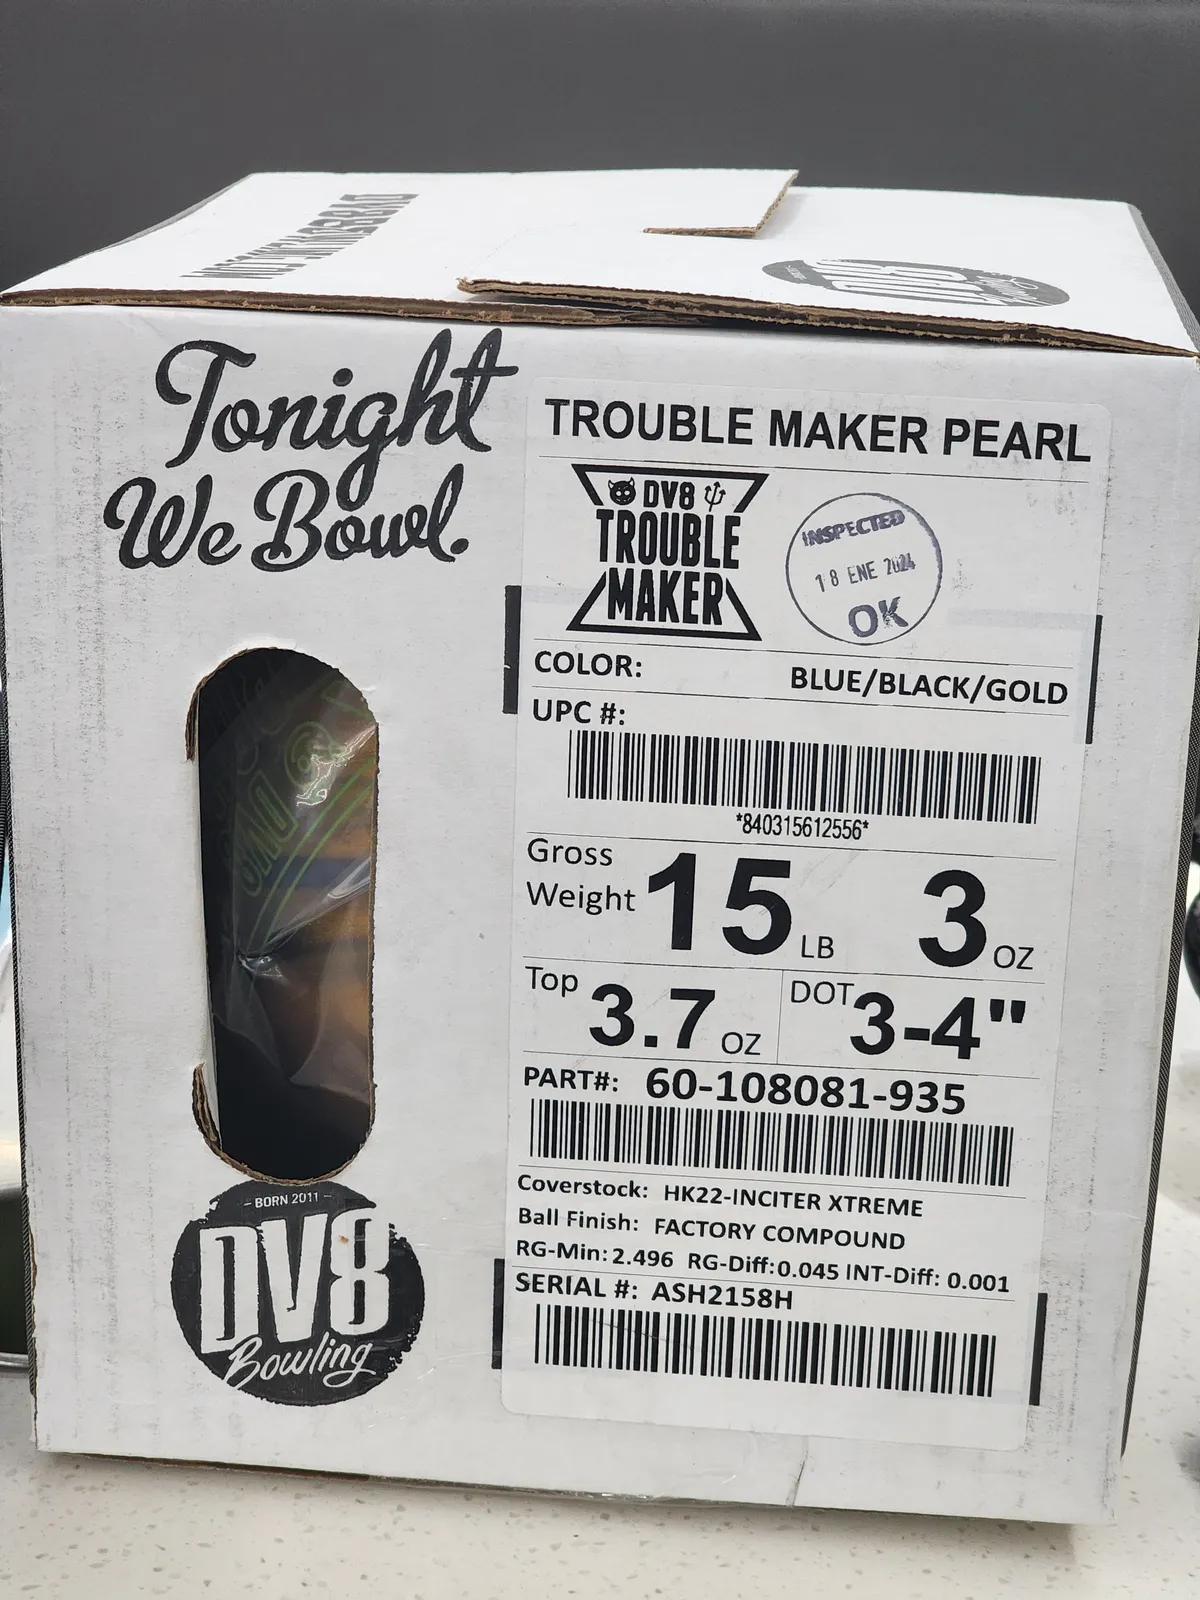 DV8BOWLING.COM
Tonight
We Bowl.
TROUBLE MAKER PEARL
DV8
TROUBLE
MAKER
INSPECTED
18 ENE 2024
OK
COLOR: BLUE/BLACK/GOLD
UPC #:
*840315612556*
Gross
Weight 15 LB 3 OZ
Top 3.7 OZ DOT 3-4"
PART#: 60-108081-935
Coverstock: HK22-INCITER XTREME
Ball Finish: FACTORY COMPOUND
RG-Min: 2.496 RG-Diff: 0.045 INT-Diff: 0.001
SERIAL #: ASH2158H
- BORN 2011 -
DV8
Bowling